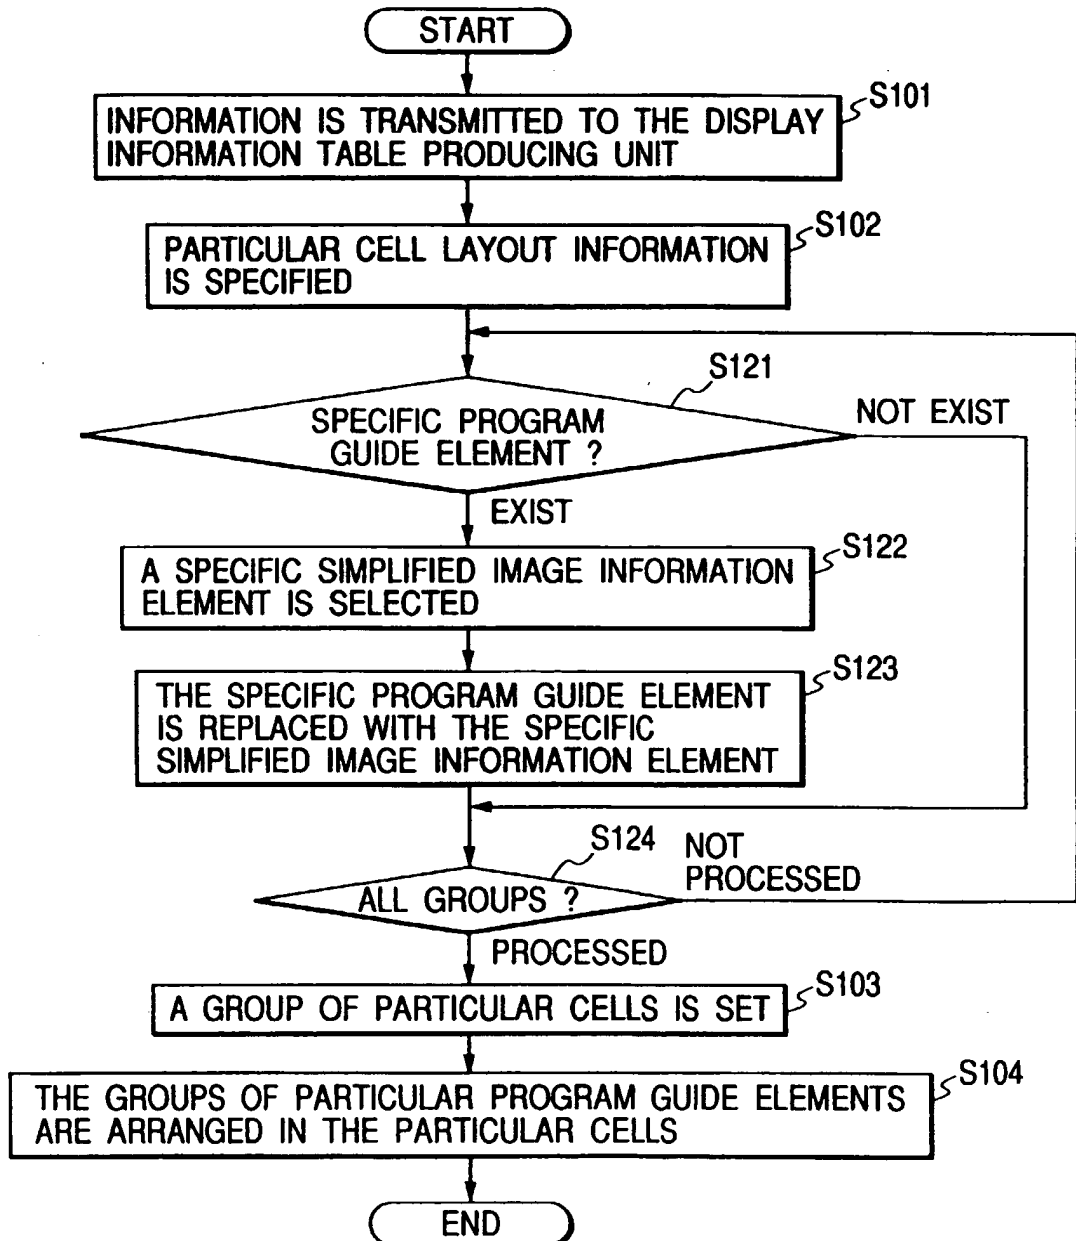 START
S101
INFORMATION IS TRANSMITTED TO THE DISPLAY
INFORMATION TABLE PRODUCING UNIT
S102
PARTICULAR CELL LAYOUT INFORMATION
IS SPECIFIED
S121
SPECIFIC PROGRAM
GUIDE ELEMENT ?
NOT EXIST
EXIST
S122
A SPECIFIC SIMPLIFIED IMAGE INFORMATION
ELEMENT IS SELECTED
S123
THE SPECIFIC PROGRAM GUIDE ELEMENT
IS REPLACED WITH THE SPECIFIC
SIMPLIFIED IMAGE INFORMATION ELEMENT
S124
ALL GROUPS ?
NOT
PROCESSED
PROCESSED
S103
A GROUP OF PARTICULAR CELLS IS SET
S104
THE GROUPS OF PARTICULAR PROGRAM GUIDE ELEMENTS
ARE ARRANGED IN THE PARTICULAR CELLS
END